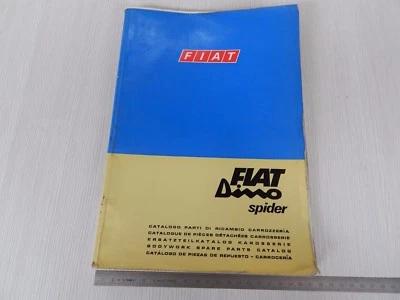 FIAT
FIAT
Dino
spider
CATALOGO PARTI DI RICAMBIO CARROZZERIA
CATALOGUE DE PIÈCES DÉTACHÉES CARROSSERIE
ERSATZTEILKATALOG KAROSSERIE
BODYWORK SPARE PARTS CATALOG
CATÁLOGO DE PIEZAS DE REPUESTO - CARROCERÍA